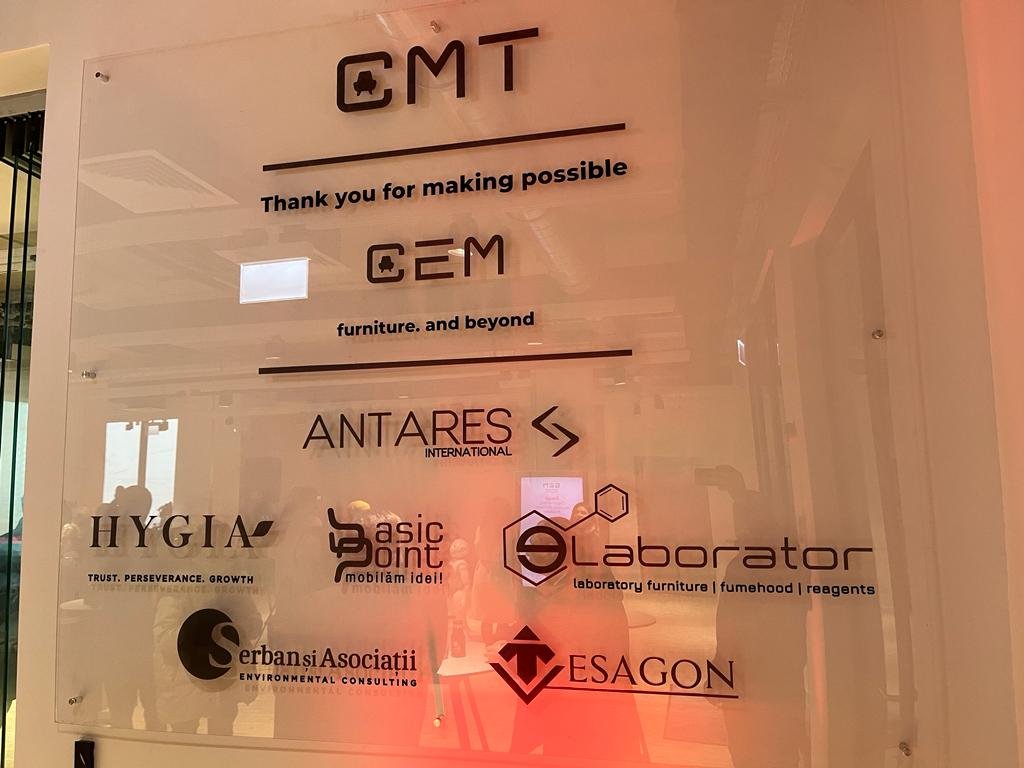 CMT
Thank you for making possible
CEM
furniture. and beyond
ANTARES
INTERNATIONAL
HYGIA
TRUST. PERSEVERANCE. GROWTH
Basic
Point
mobilăm idei!
eLaborator
laboratory furniture | fumehood | reagents
Serban și Asociații
ENVIRONMENTAL CONSULTING
TESAGON